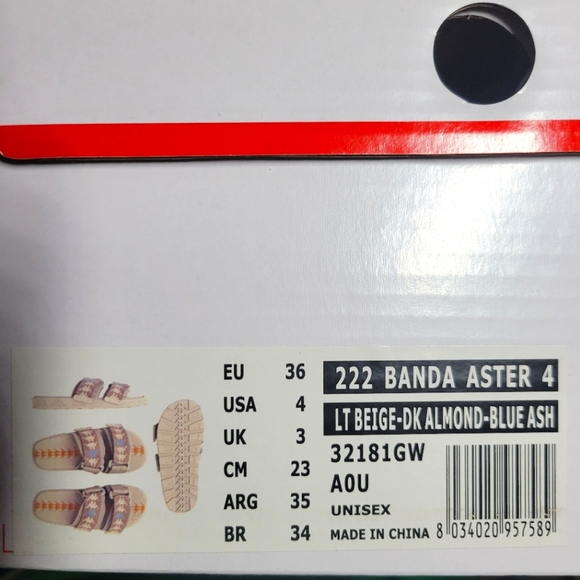 EU 36
USA 4
UK 3
CM 23
ARG 35
BR 34
222 BANDA ASTER 4
LT BEIGE-DK ALMOND-BLUE ASH
32181GW
A0U
UNISEX
MADE IN CHINA
8 034020 957589